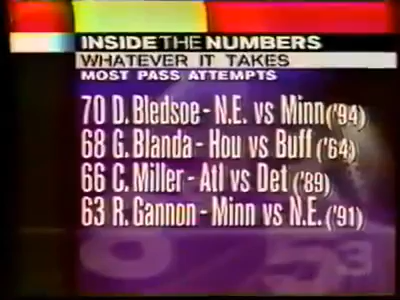 INSIDE THE NUMBERS
WHATEVER IT TAKES
MOST PASS ATTEMPTS
70 D. Bledsoe - N.E. vs Minn ('94)
68 G. Blanda - Hou vs Buff ('64)
66 C. Miller - Atl vs Det ('89)
63 R. Gannon - Minn vs N.E. ('91)